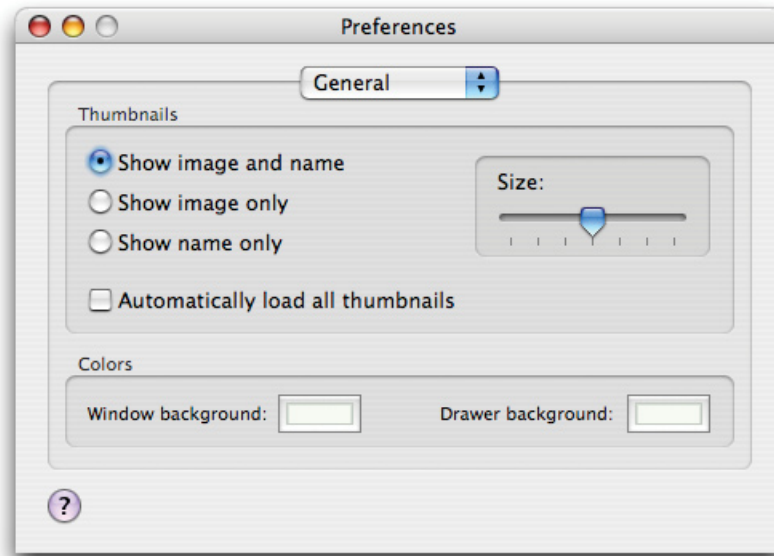 Preferences
General
Thumbnails
Show image and name
Show image only
Show name only
Size:
Automatically load all thumbnails
Colors
Window background:
Drawer background:
?